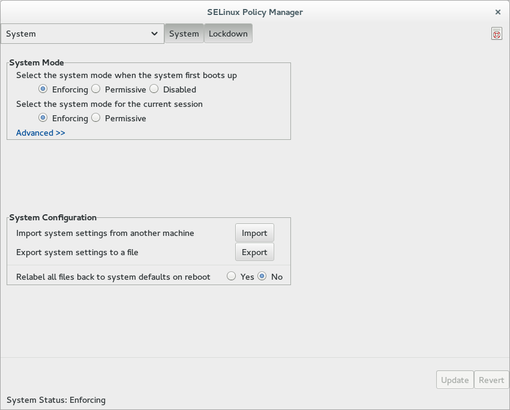 SELinux Policy Manager
System System Lockdown
System Mode
Select the system mode when the system first boots up
Enforcing Permissive Disabled
Select the system mode for the current session
Enforcing Permissive
Advanced >>
System Configuration
Import system settings from another machine Import
Export system settings to a file Export
Relabel all files back to system defaults on reboot Yes No
Update Revert
System Status: Enforcing